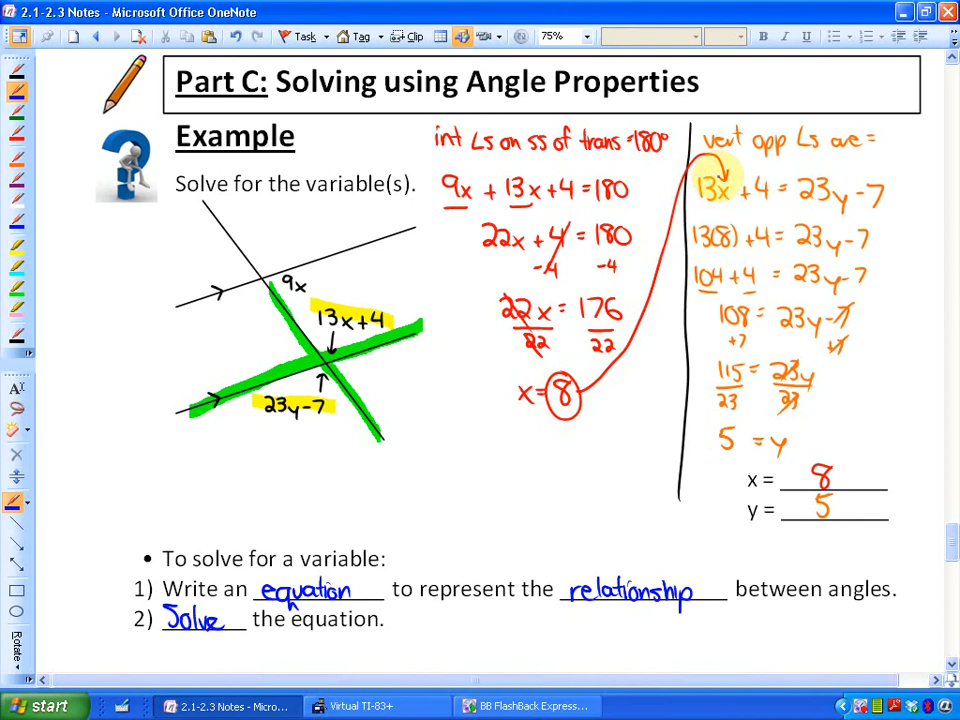 2.1-2.3 Notes - Microsoft Office OneNote
Task Tag Clip 75% B I U
Part C: Solving using Angle Properties
Example
Solve for the variable(s).
9x
13x+4
23y-7
int ∠s on ss of trans = 180°
9x + 13x + 4 = 180
22x + 4 = 180
-4 -4
22x = 176
22 22
x = 8
vert opp ∠s are =
13x + 4 = 23y - 7
13(8) + 4 = 23y - 7
104 + 4 = 23y - 7
108 = 23y - 7
+7 +7
115 = 23y
23 23
5 = y
x = 8
y = 5
• To solve for a variable:
1) Write an equation to represent the relationship between angles.
2) Solve the equation.
Rotate
start 2.1-2.3 Notes - Micro... Virtual TI-83+ BB FlashBack Express...